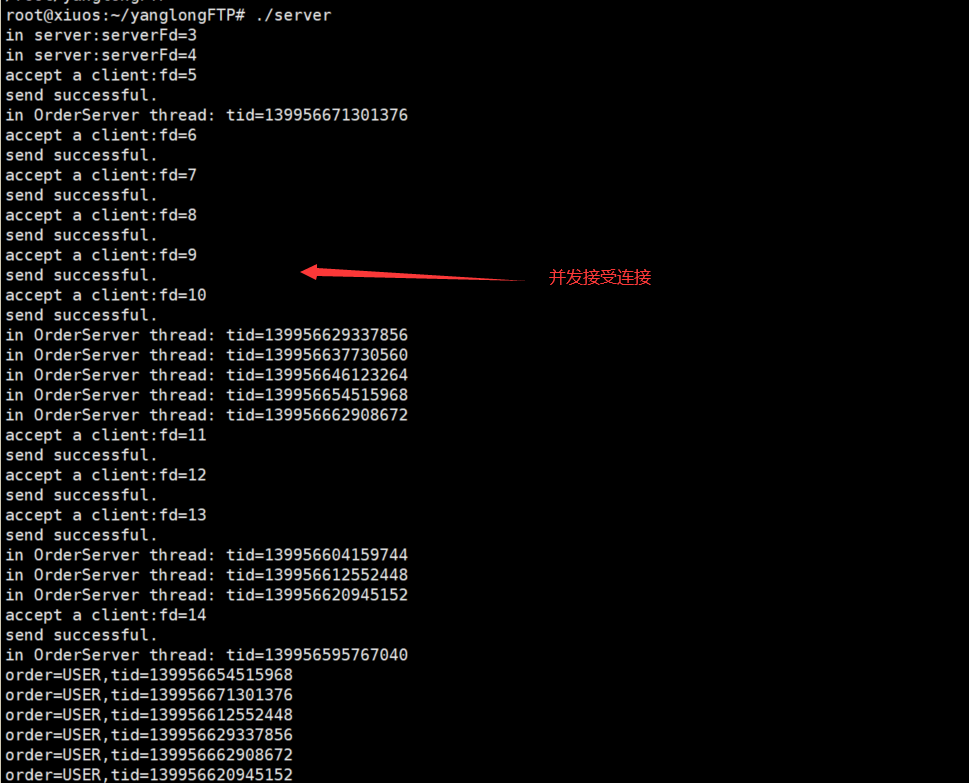 root@xiuos:~/yanglongFTP# ./server
in server:serverFd=3
in server:serverFd=4
accept a client:fd=5
send successful.
in OrderServer thread: tid=139956671301376
accept a client:fd=6
send successful.
accept a client:fd=7
send successful.
accept a client:fd=8
send successful.
accept a client:fd=9
send successful.
并发接受连接
accept a client:fd=10
send successful.
in OrderServer thread: tid=139956629337856
in OrderServer thread: tid=139956637730560
in OrderServer thread: tid=139956646123264
in OrderServer thread: tid=139956654515968
in OrderServer thread: tid=139956662908672
accept a client:fd=11
send successful.
accept a client:fd=12
send successful.
accept a client:fd=13
send successful.
in OrderServer thread: tid=139956604159744
in OrderServer thread: tid=139956612552448
in OrderServer thread: tid=139956620945152
accept a client:fd=14
send successful.
in OrderServer thread: tid=139956595767040
order=USER,tid=139956654515968
order=USER,tid=139956671301376
order=USER,tid=139956612552448
order=USER,tid=139956629337856
order=USER,tid=139956662908672
order=USER,tid=139956620945152